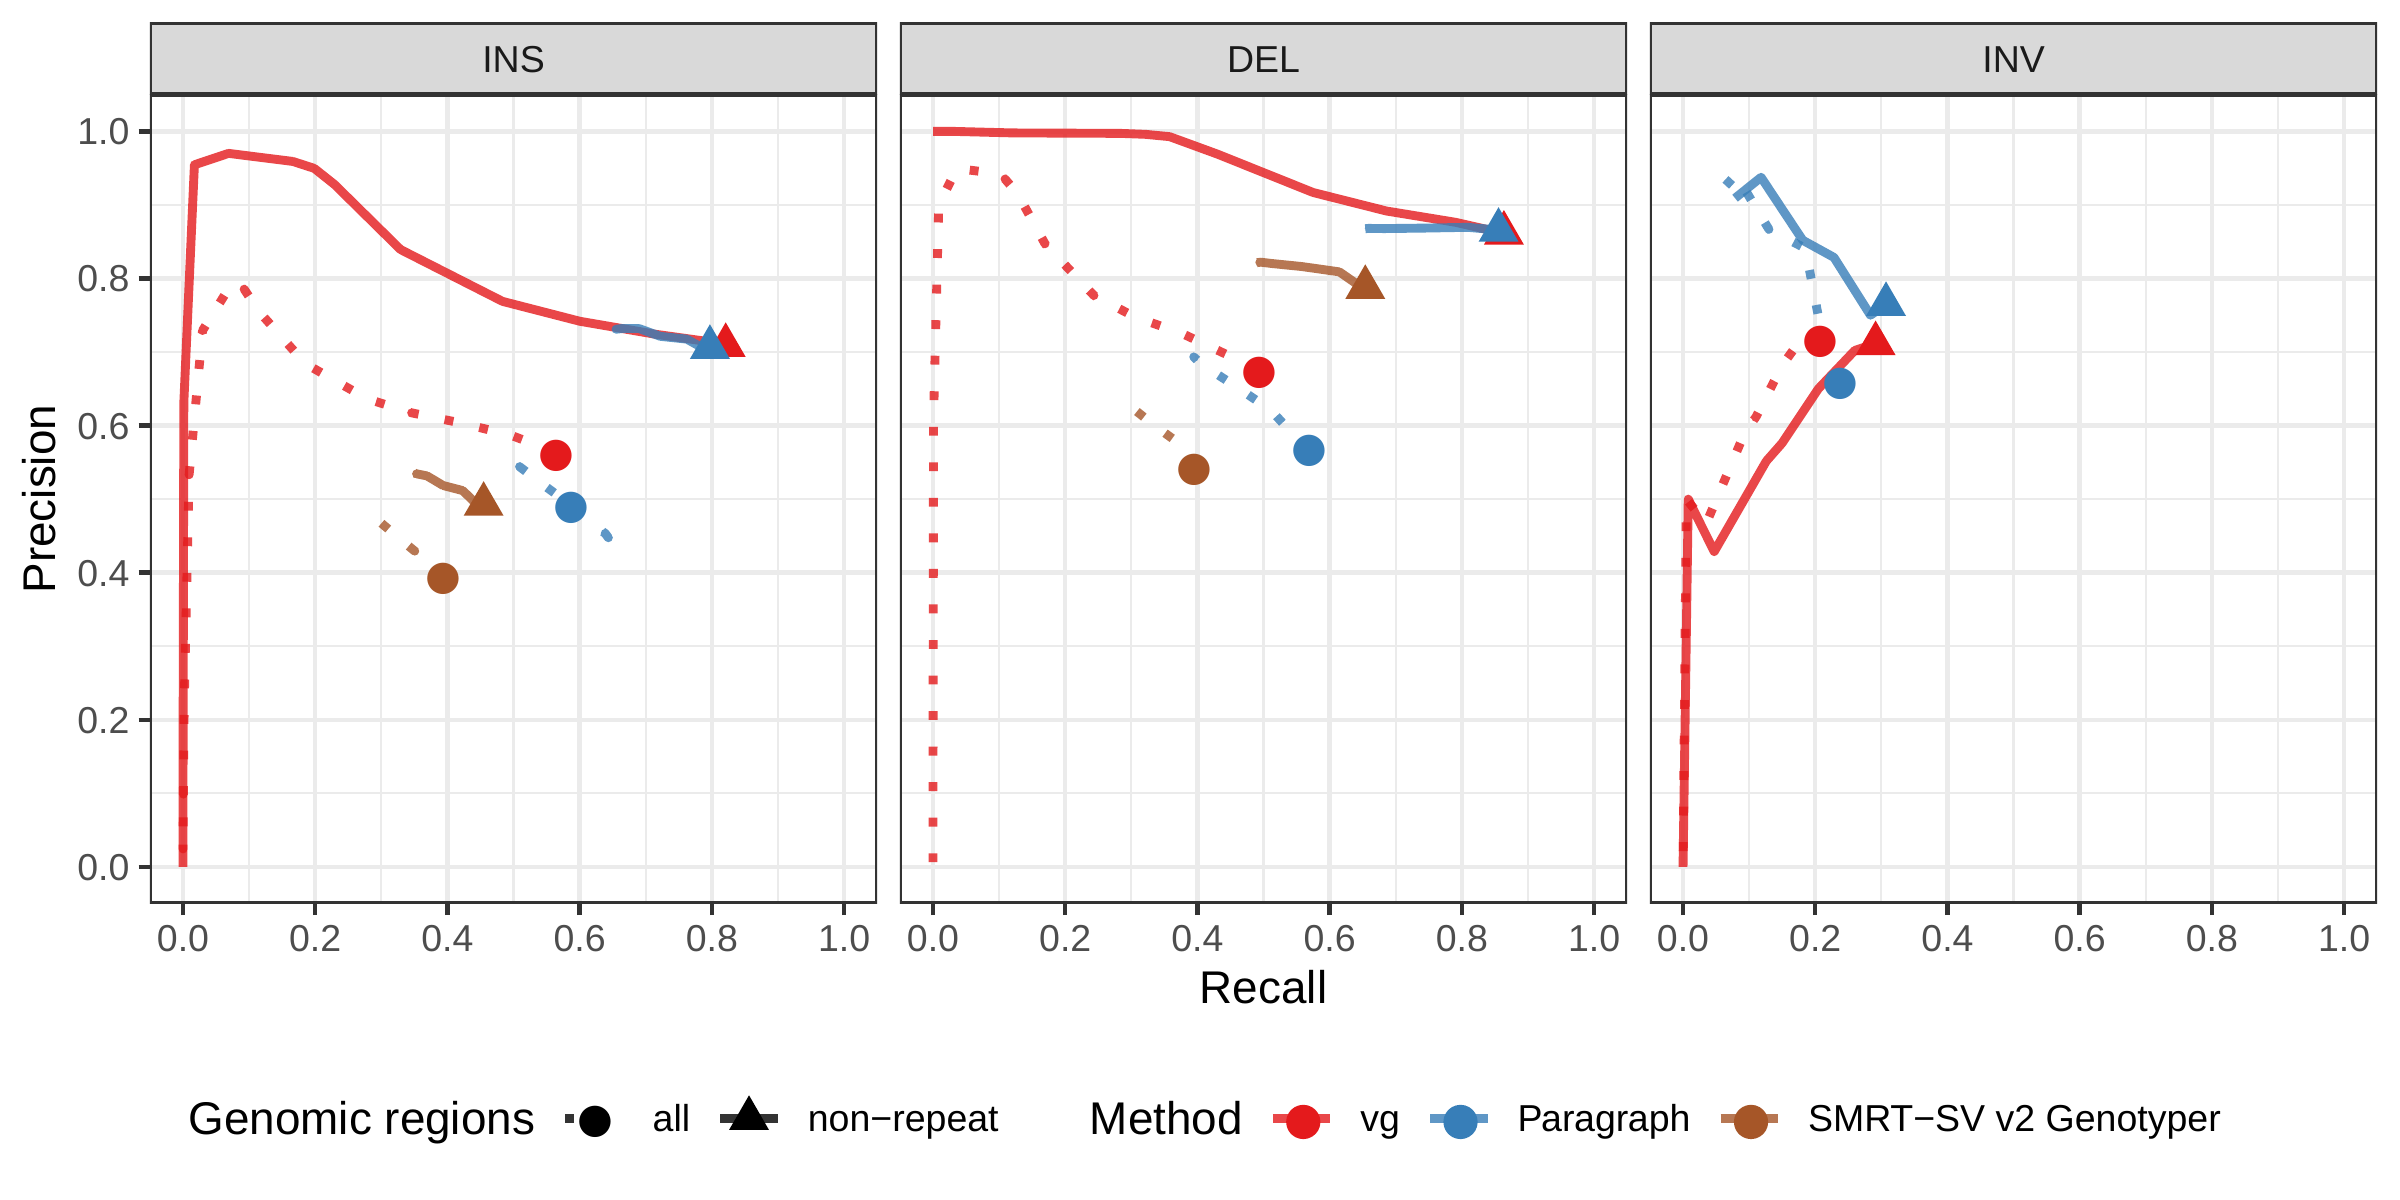 INS DEL INV
Precision
1.0
0.8
0.6
0.4
0.2
0.0
0.0 0.2 0.4 0.6 0.8 1.0 0.0 0.2 0.4 0.6 0.8 1.0 0.0 0.2 0.4 0.6 0.8 1.0
Recall
Genomic regions all non−repeat Method vg Paragraph SMRT−SV v2 Genotyper